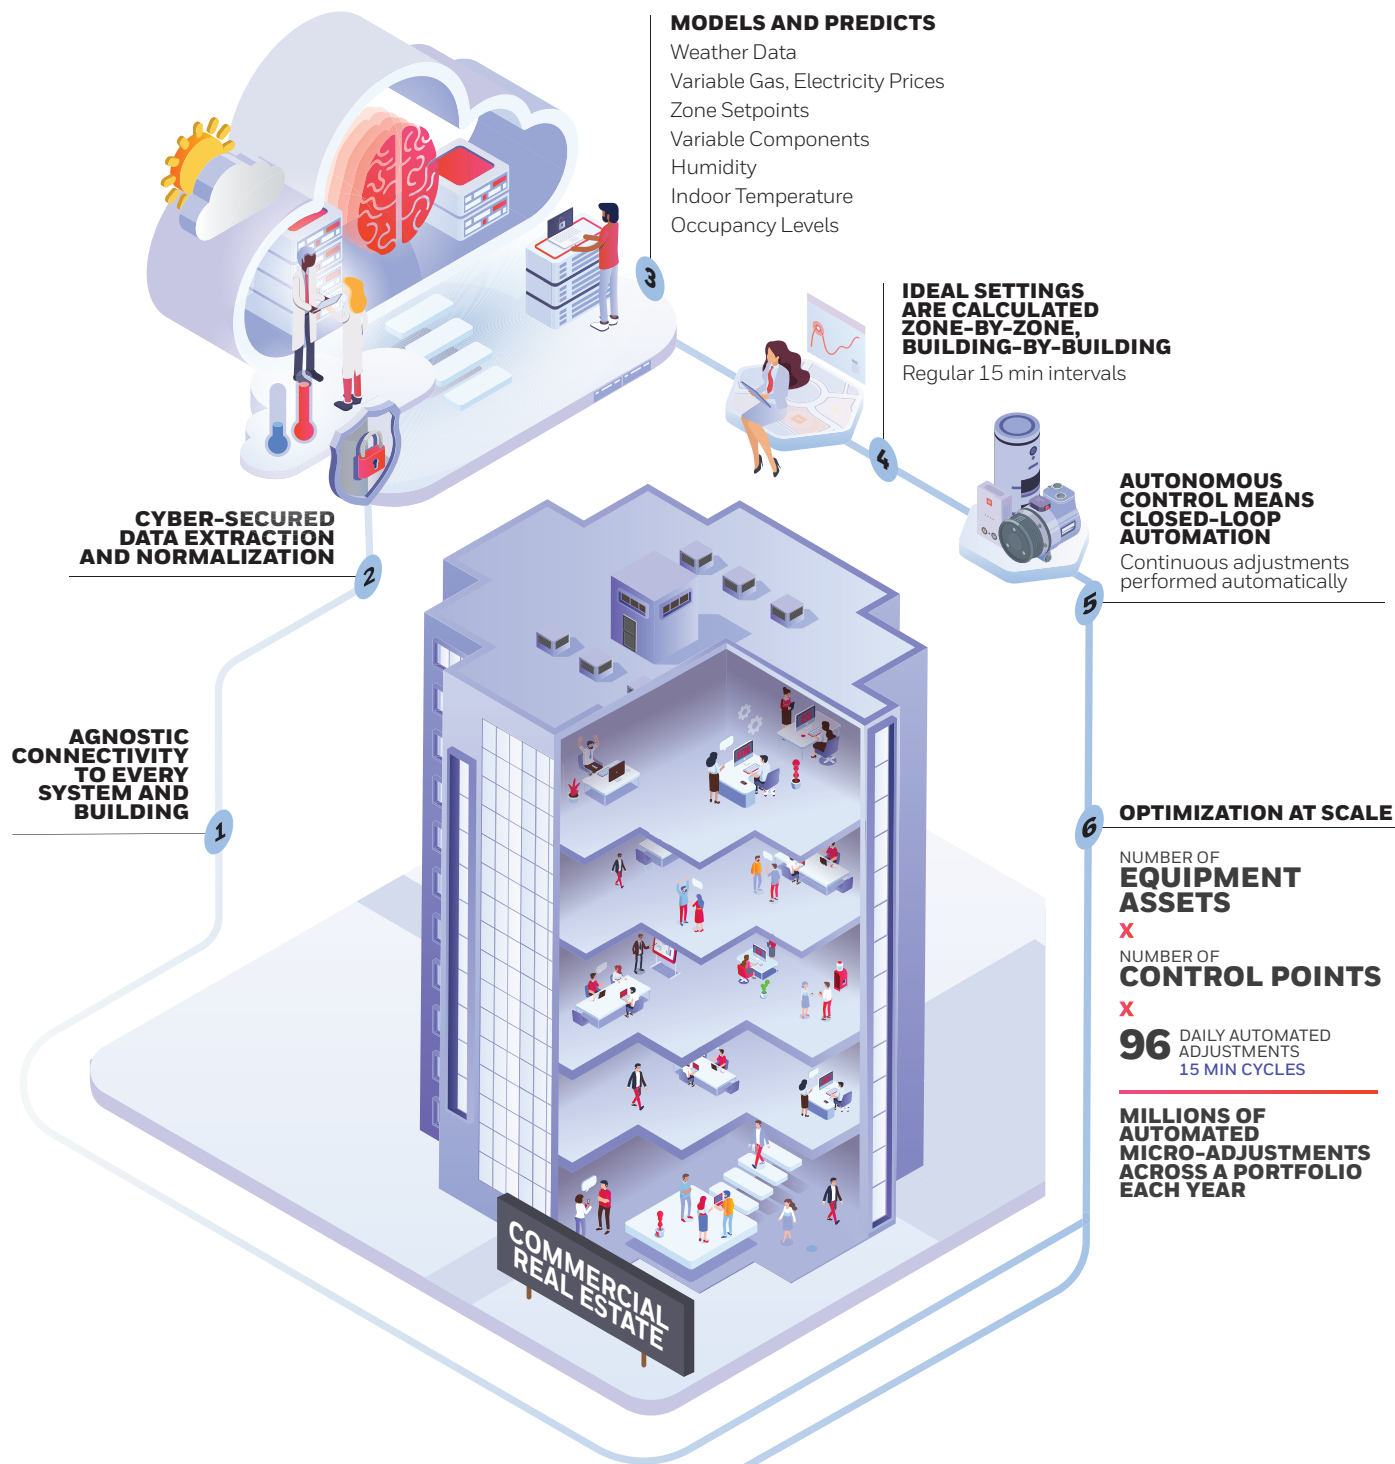 MODELS AND PREDICTS
Weather Data
Variable Gas, Electricity Prices
Zone Setpoints
Variable Components
Humidity
Indoor Temperature
Occupancy Levels
3
IDEAL SETTINGS
ARE CALCULATED
ZONE-BY-ZONE,
BUILDING-BY-BUILDING
Regular 15 min intervals
4
AUTONOMOUS
CONTROL MEANS
CLOSED-LOOP
AUTOMATION
Continuous adjustments
performed automatically
5
CYBER-SECURED
DATA EXTRACTION
AND NORMALIZATION
2
AGNOSTIC
CONNECTIVITY
TO EVERY
SYSTEM AND
BUILDING
1
6
OPTIMIZATION AT SCALE
NUMBER OF
EQUIPMENT
ASSETS
X
NUMBER OF
CONTROL POINTS
X
96 DAILY AUTOMATED
ADJUSTMENTS
15 MIN CYCLES
MILLIONS OF
AUTOMATED
MICRO-ADJUSTMENTS
ACROSS A PORTFOLIO
EACH YEAR
COMMERCIAL
REAL ESTATE